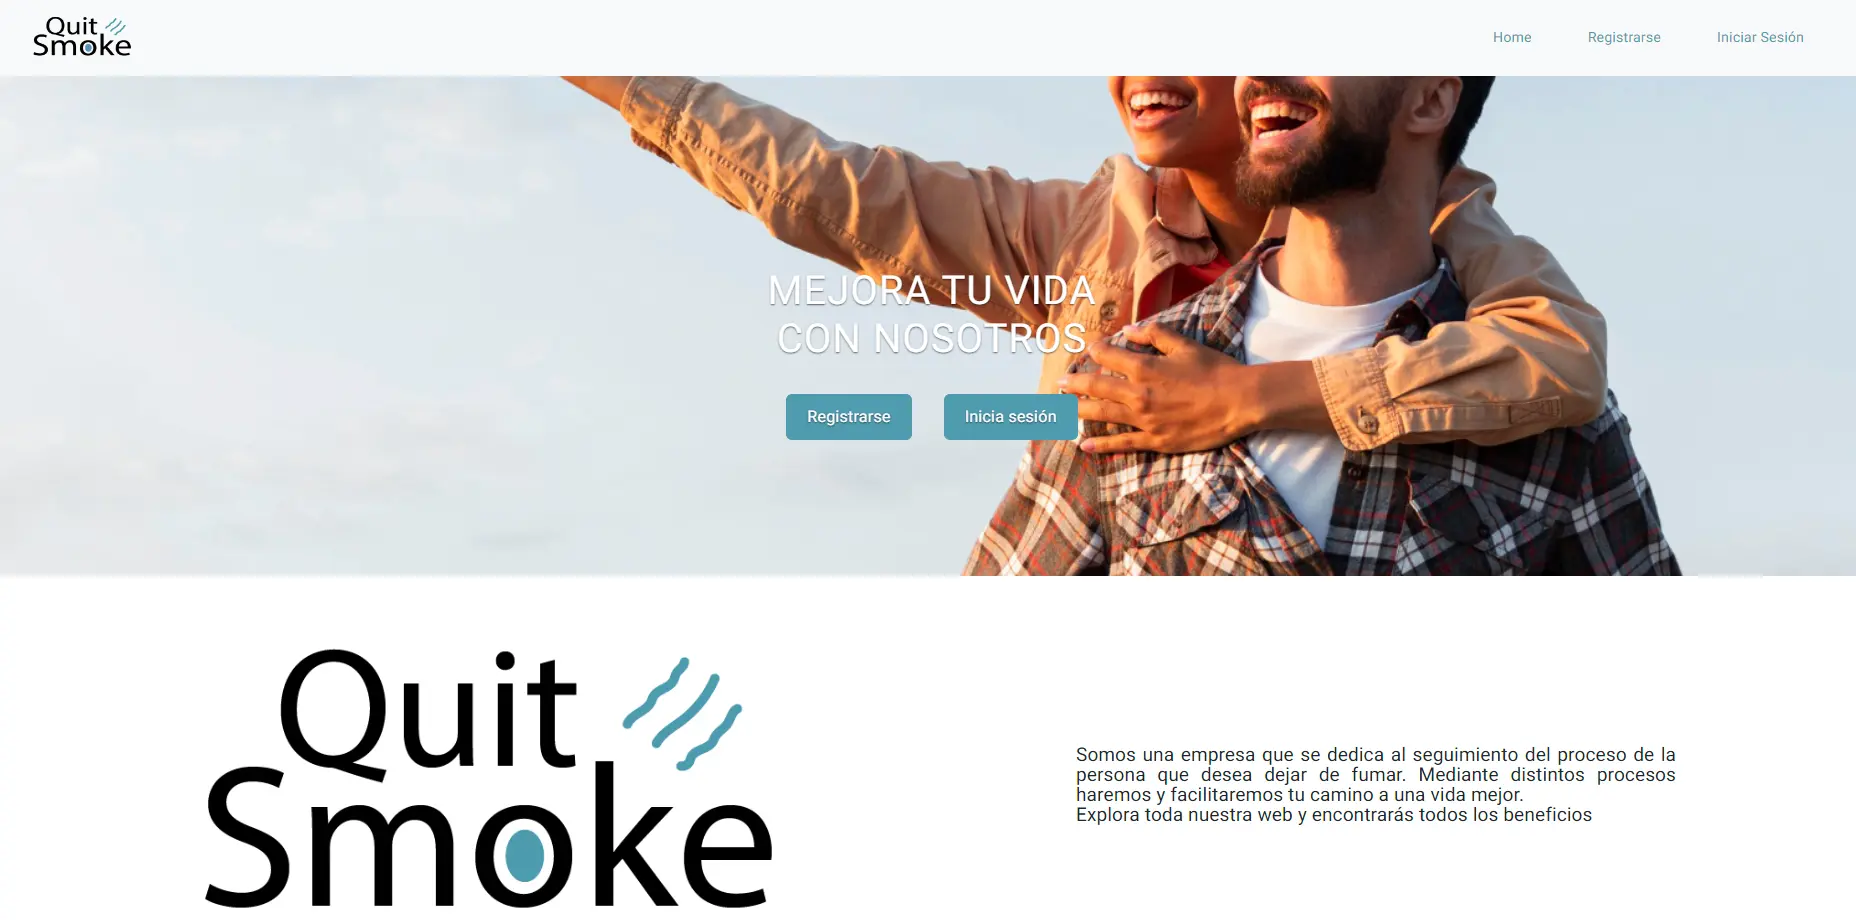 Quit
Smoke
Home
Registrarse
Iniciar Sesión
MEJORA TU VIDA
CON NOSOTROS
Registrarse
Inicia sesión
Quit
Smoke
Somos una empresa que se dedica al seguimiento del proceso de la
persona que desea dejar de fumar. Mediante distintos procesos
haremos y facilitaremos tu camino a una vida mejor.
Explora toda nuestra web y encontrarás todos los beneficios